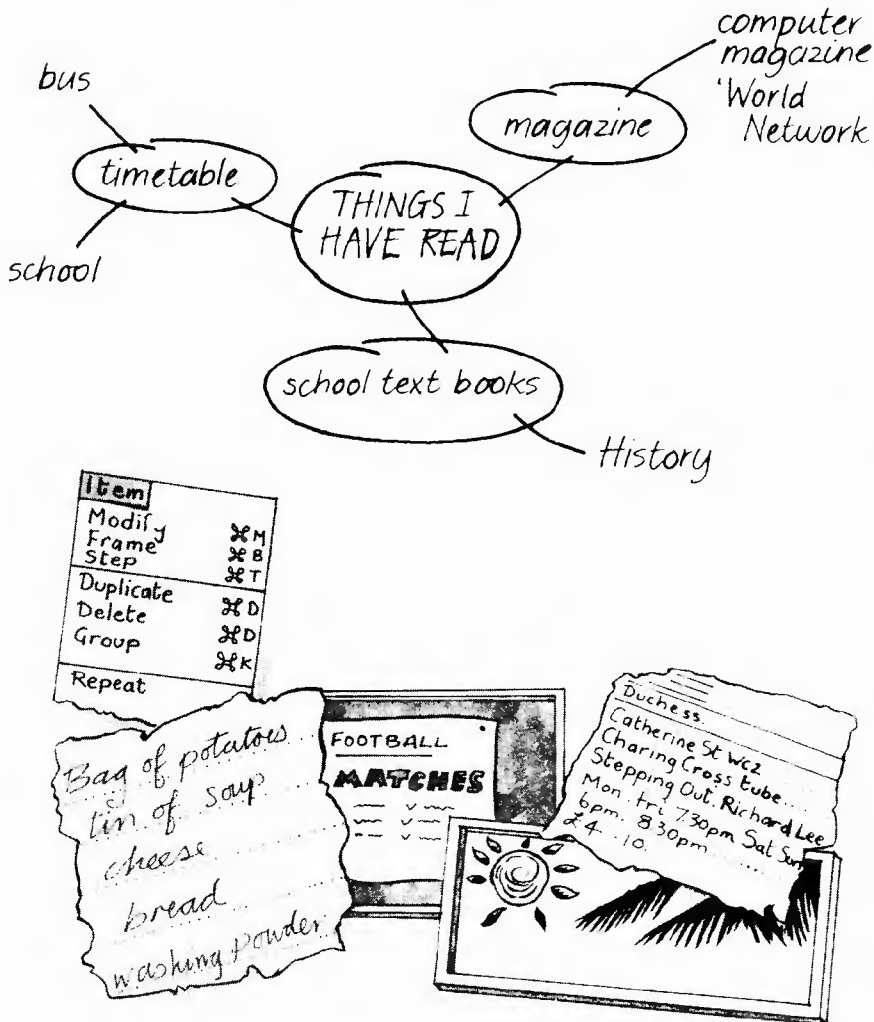 computer
magazine
'World
Network
bus
magazine
timetable
THINGS I
HAVE READ
school
school text books
History
Item
Modify ⌘M
Frame ⌘B
Step ⌘T
Duplicate ⌘D
Delete ⌘D
Group ⌘K
Repeat
Bag of potatoes
tin of soup
cheese
bread
washing powder
FOOTBALL
MATCHES
Duchess
Catherine St WC2
Charing Cross tube
Stepping Out. Richard Lee
Mon. Fri 7.30pm Sat Sun
6pm. 8.30pm
£4 10